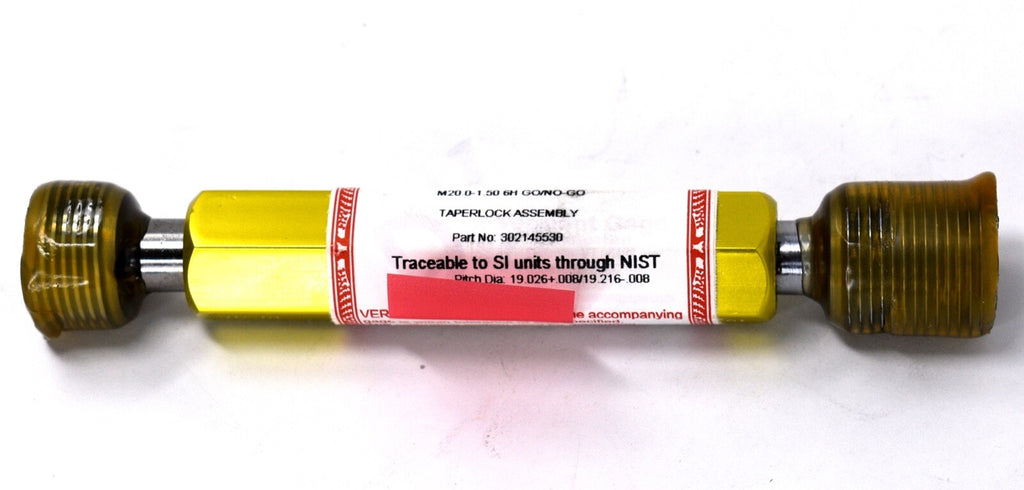 M20.0-1.50 6H GO/NO-GO
TAPERLOCK ASSEMBLY
Part No: 302145530
Traceable to SI units through NIST
Pitch Dia: 19.026+.008/19.216-.008
VER
accompanying